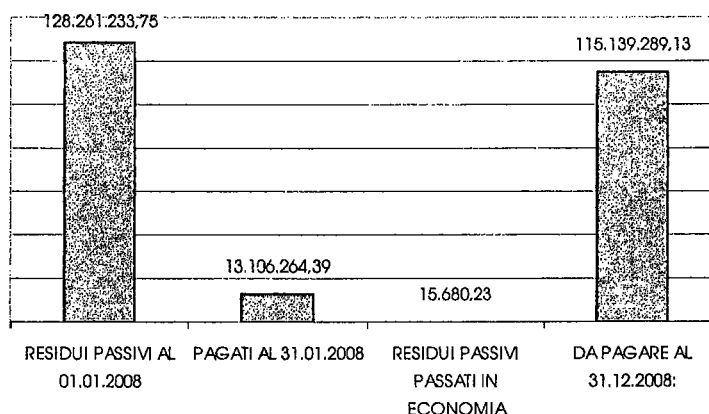 128.261.233,75
115.139.289,13
13.106.264,39
15.680,23
RESIDUI PASSIVI AL
01.01.2008
PAGATI AL 31.01.2008
RESIDUI PASSIVI
PASSATI IN
ECONOMIA
DA PAGARE AL
31.12.2008: